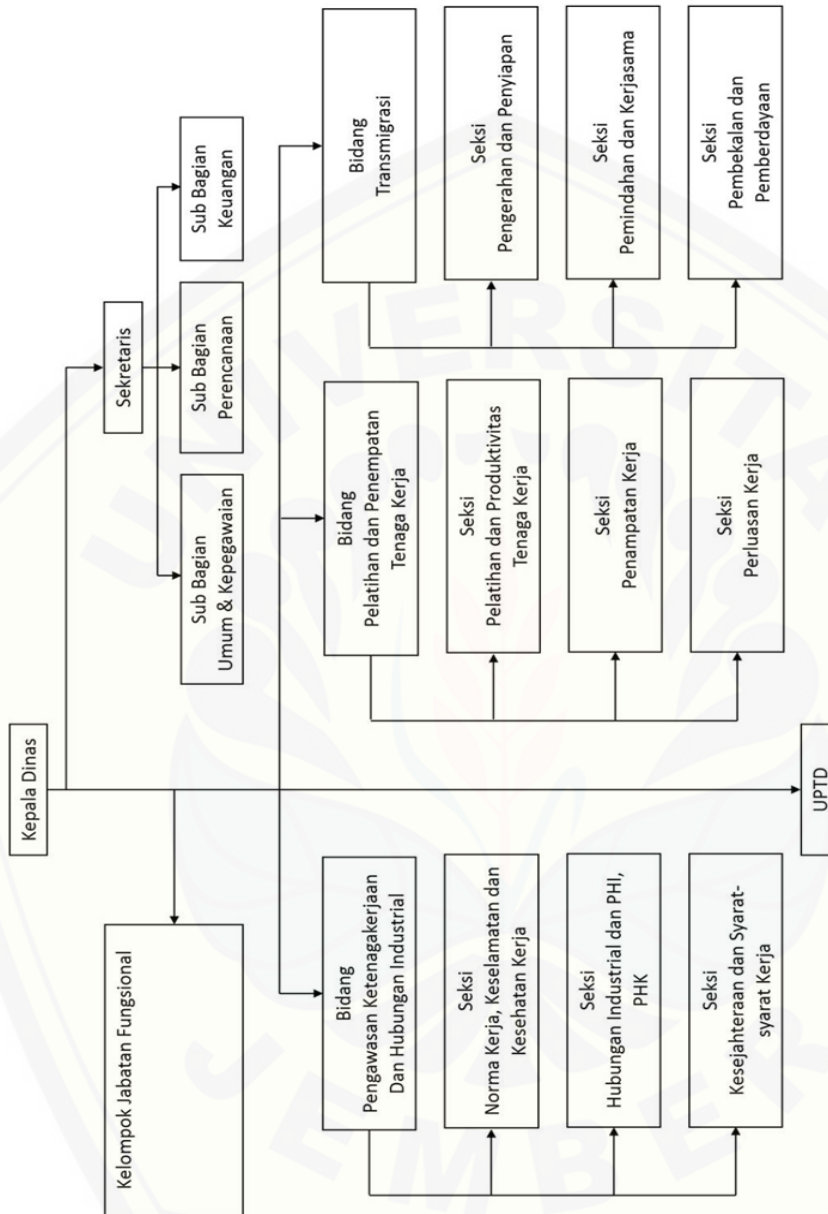 Kepala Dinas
Kelompok Jabatan Fungsional
Sekretaris
Sub Bagian
Umum & Kepegawaian
Sub Bagian
Perencanaan
Sub Bagian
Keuangan
Bidang
Pengawasan Ketenagakerjaan
Dan Hubungan Industrial
Seksi
Norma Kerja, Keselamatan dan
Kesehatan Kerja
Seksi
Hubungan Industrial dan PHI,
PHK
Seksi
Kesejahteraan dan Syarat-
syarat Kerja
Bidang
Pelatihan dan Penempatan
Tenaga Kerja
Seksi
Pelatihan dan Produktivitas
Tenaga Kerja
Seksi
Penampatan Kerja
Seksi
Perluasan Kerja
Bidang
Transmigrasi
Seksi
Pengerahan dan Penyiapan
Seksi
Pemindahan dan Kerjasama
Seksi
Pembekalan dan
Pemberdayaan
UPTD
UNIVERSITA
JEMBER